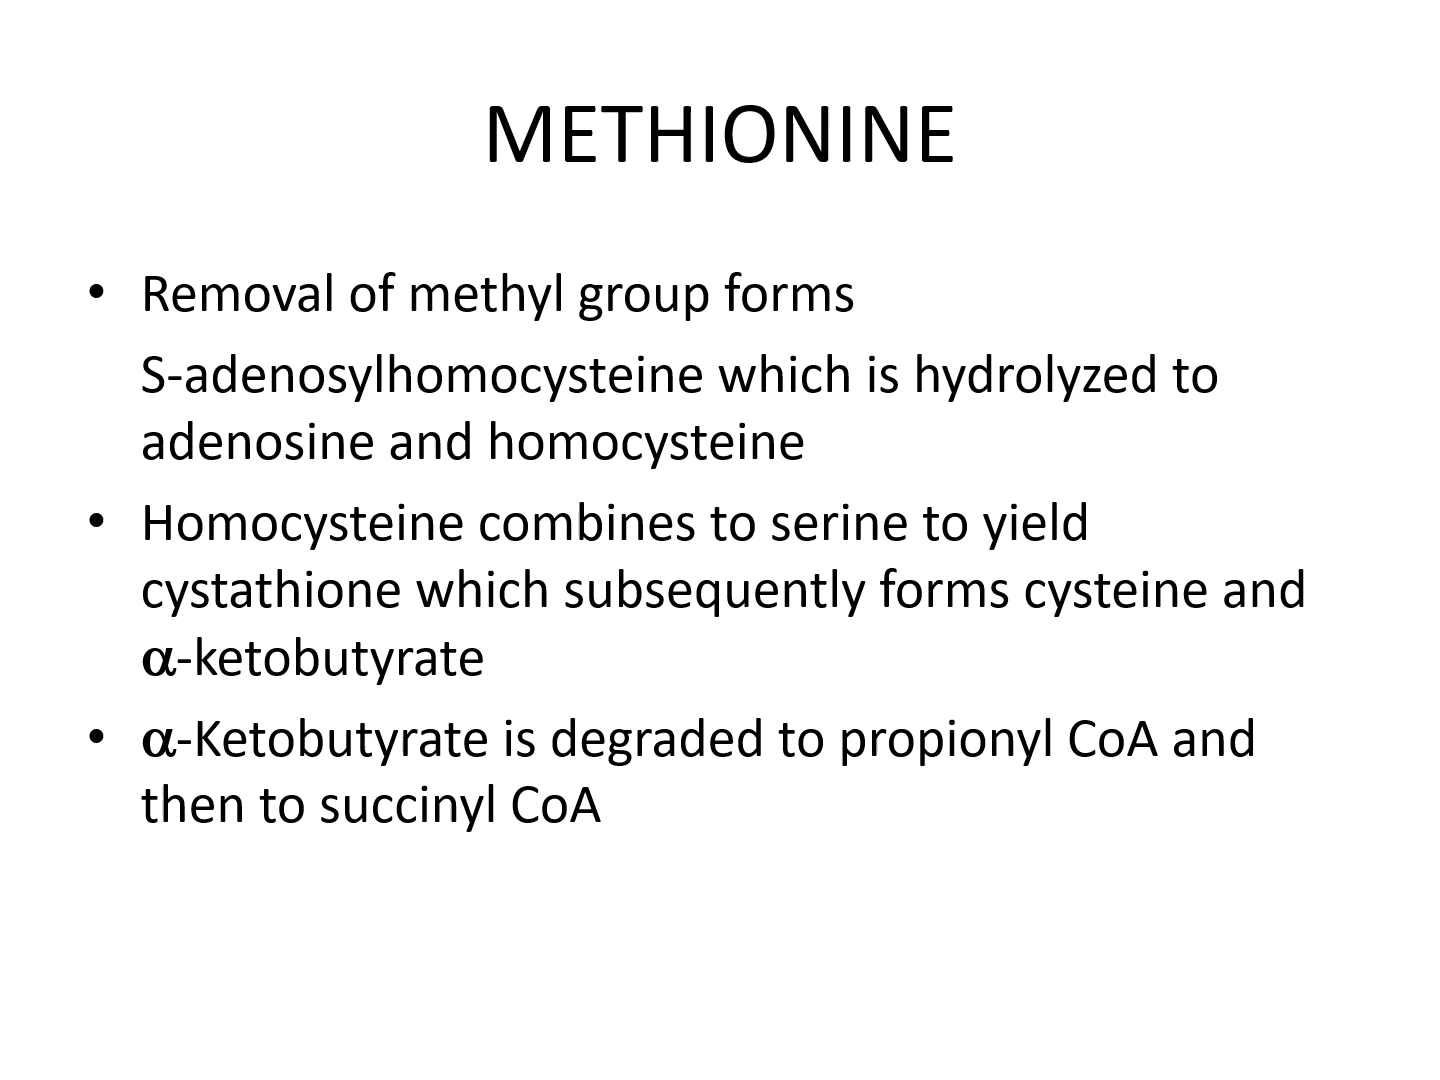 METHIONINE
• Removal of methyl group forms
S-adenosylhomocysteine which is hydrolyzed to
adenosine and homocysteine
• Homocysteine combines to serine to yield
cystathione which subsequently forms cysteine and
α-ketobutyrate
• α-Ketobutyrate is degraded to propionyl CoA and
then to succinyl CoA